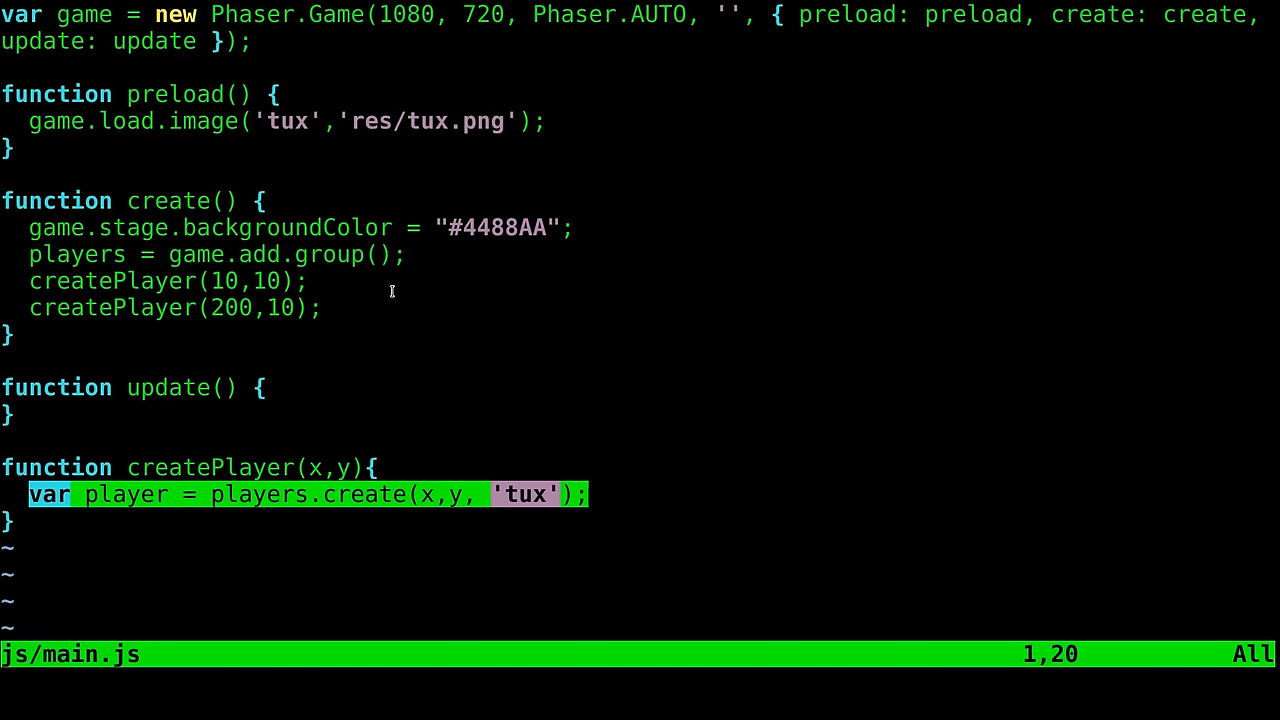 var game = new Phaser.Game(1080, 720, Phaser.AUTO, '', { preload: preload, create: create,
update: update });

function preload() {
  game.load.image('tux','res/tux.png');
}

function create() {
  game.stage.backgroundColor = "#4488AA";
  players = game.add.group();
  createPlayer(10,10);
  createPlayer(200,10);
}

function update() {
}

function createPlayer(x,y){
  var player = players.create(x,y, 'tux');
}
~
~
~
~
js/main.js 1,20 All